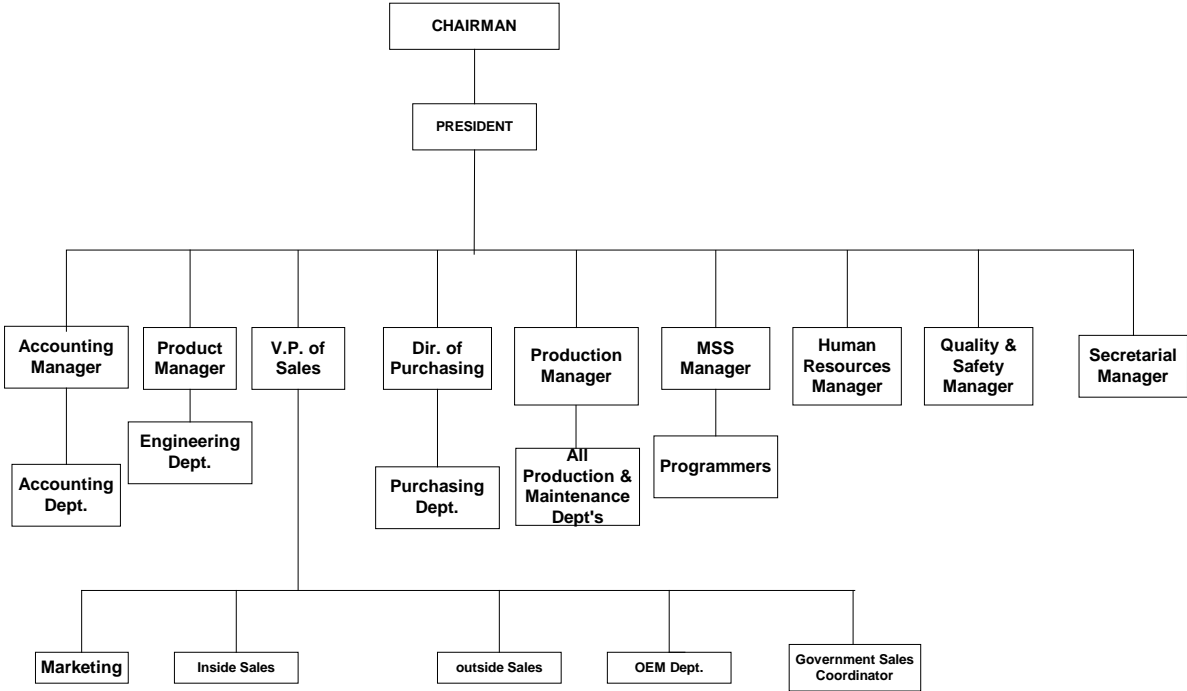 CHAIRMAN
PRESIDENT
Accounting
Manager
Product
Manager
V.P. of
Sales
Dir. of
Purchasing
Production
Manager
MSS
Manager
Human
Resources
Manager
Quality &
Safety
Manager
Secretarial
Manager
Accounting
Dept.
Engineering
Dept.
Purchasing
Dept.
All
Production &
Maintenance
Dept's
Programmers
Marketing
Inside Sales
outside Sales
OEM Dept.
Government Sales
Coordinator